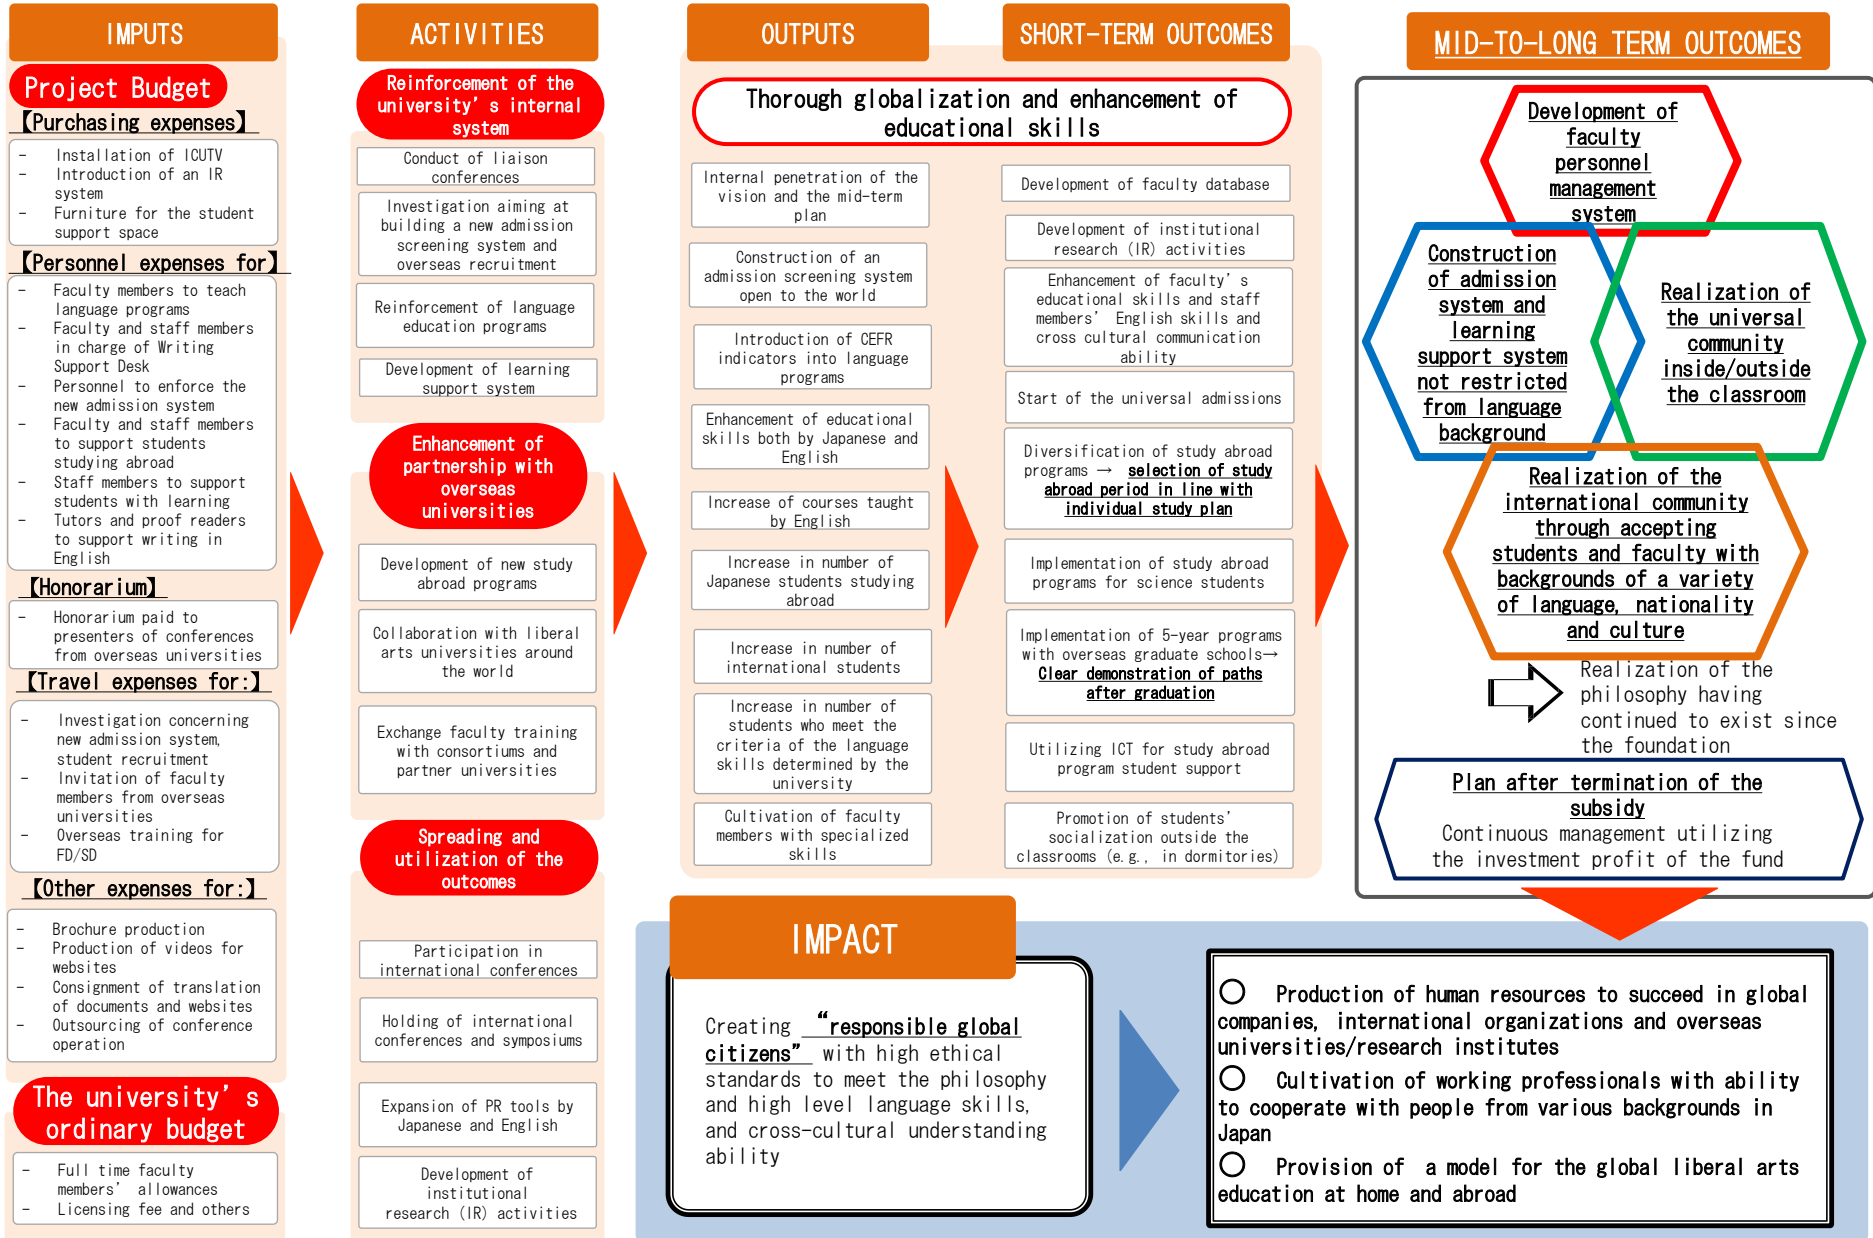 IMPUTS
Project Budget
【Purchasing expenses】
- Installation of ICUTV
- Introduction of an IR
system
- Furniture for the student
support space
【Personnel expenses for】
- Faculty members to teach
language programs
- Faculty and staff members
in charge of Writing
Support Desk
- Personnel to enforce the
new admission system
- Faculty and staff members
to support students
studying abroad
- Staff members to support
students with learning
- Tutors and proof readers
to support writing in
English
【Honorarium】
- Honorarium paid to
presenters of conferences
from overseas universities
【Travel expenses for:】
- Investigation concerning
new admission system,
student recruitment
- Invitation of faculty
members from overseas
universities
- Overseas training for
FD/SD
【Other expenses for:】
- Brochure production
- Production of videos for
websites
- Consignment of translation
of documents and websites
- Outsourcing of conference
operation
The university’s
ordinary budget
- Full time faculty
members’ allowances
- Licensing fee and others
ACTIVITIES
Reinforcement of the
university’s internal
system
Conduct of liaison
conferences
Investigation aiming at
building a new admission
screening system and
overseas recruitment
Reinforcement of language
education programs
Development of learning
support system
Enhancement of
partnership with
overseas
universities
Development of new study
abroad programs
Collaboration with liberal
arts universities around
the world
Exchange faculty training
with consortiums and
partner universities
Spreading and
utilization of the
outcomes
Participation in
international conferences
Holding of international
conferences and symposiums
Expansion of PR tools by
Japanese and English
Development of
institutional
research (IR) activities
OUTPUTS
SHORT-TERM OUTCOMES
Thorough globalization and enhancement of
educational skills
Internal penetration of the
vision and the mid-term
plan
Construction of an
admission screening system
open to the world
Introduction of CEFR
indicators into language
programs
Enhancement of educational
skills both by Japanese and
English
Increase of courses taught
by English
Increase in number of
Japanese students studying
abroad
Increase in number of
international students
Increase in number of
students who meet the
criteria of the language
skills determined by the
university
Cultivation of faculty
members with specialized
skills
Development of faculty database
Development of institutional
research (IR) activities
Enhancement of faculty’s
educational skills and staff
members’ English skills and
cross cultural communication
ability
Start of the universal admissions
Diversification of study abroad
programs → selection of study
abroad period in line with
individual study plan
Implementation of study abroad
programs for science students
Implementation of 5-year programs
with overseas graduate schools→
Clear demonstration of paths
after graduation
Utilizing ICT for study abroad
program student support
Promotion of students’
socialization outside the
classrooms (e.g., in dormitories)
MID-TO-LONG TERM OUTCOMES
Development of
faculty
personnel
management
system
Construction
of admission
system and
learning
support system
not restricted
from language
background
Realization of
the universal
community
inside/outside
the classroom
Realization of the
international community
through accepting
students and faculty with
backgrounds of a variety
of language, nationality
and culture
Realization of the
philosophy having
continued to exist since
the foundation
Plan after termination of the
subsidy
Continuous management utilizing
the investment profit of the fund
IMPACT
Creating “responsible global
citizens” with high ethical
standards to meet the philosophy
and high level language skills,
and cross-cultural understanding
ability
○ Production of human resources to succeed in global
companies, international organizations and overseas
universities/research institutes
○ Cultivation of working professionals with ability
to cooperate with people from various backgrounds in
Japan
○ Provision of a model for the global liberal arts
education at home and abroad